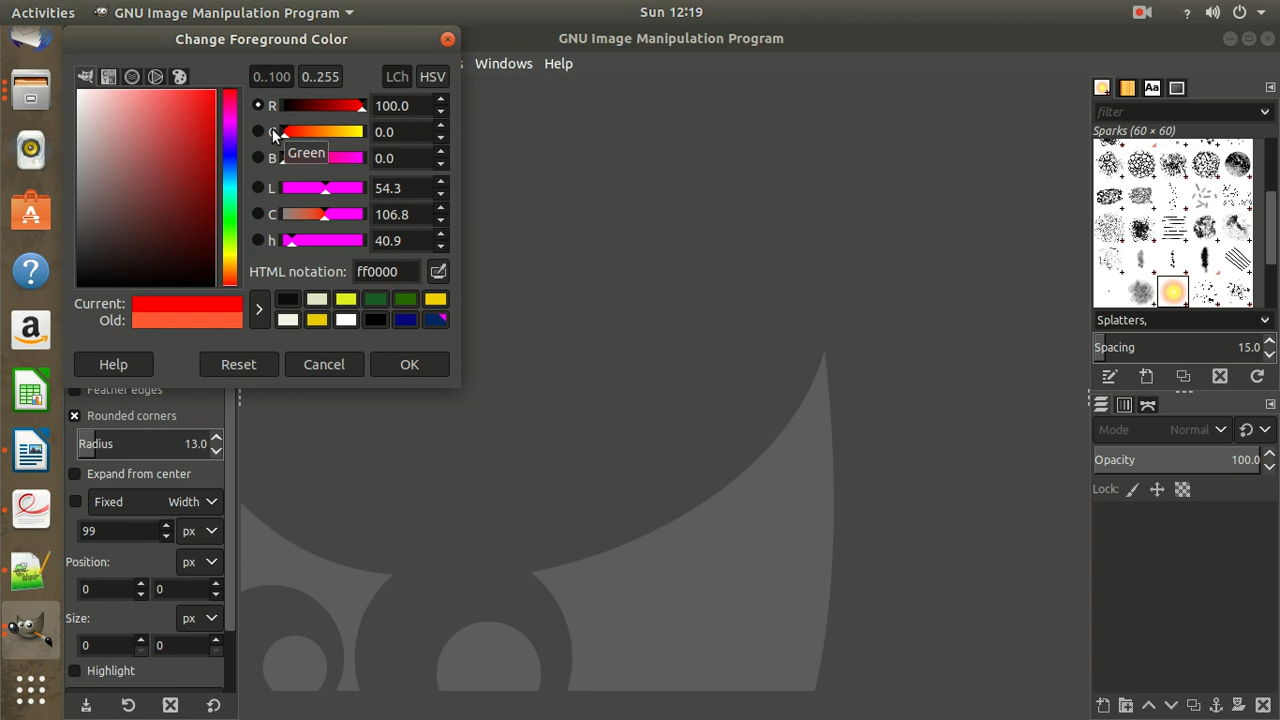 Activities GNU Image Manipulation Program Sun 12:19
Change Foreground Color GNU Image Manipulation Program
Windows Help
0..100 0..255 LCh HSV
R 100.0
0.0
Green
B 0.0
L 54.3
C 106.8
h 40.9
HTML notation: ff0000
Current:
Old:
Help Reset Cancel OK
Feather edges
Rounded corners
Radius 13.0
Expand from center
Fixed Width
99 px
Position: px
0 0
Size: px
0 0
Highlight
Aa
filter
Sparks (60 × 60)
Splatters,
Spacing 15.0
Mode Normal
Opacity 100.0
Lock: